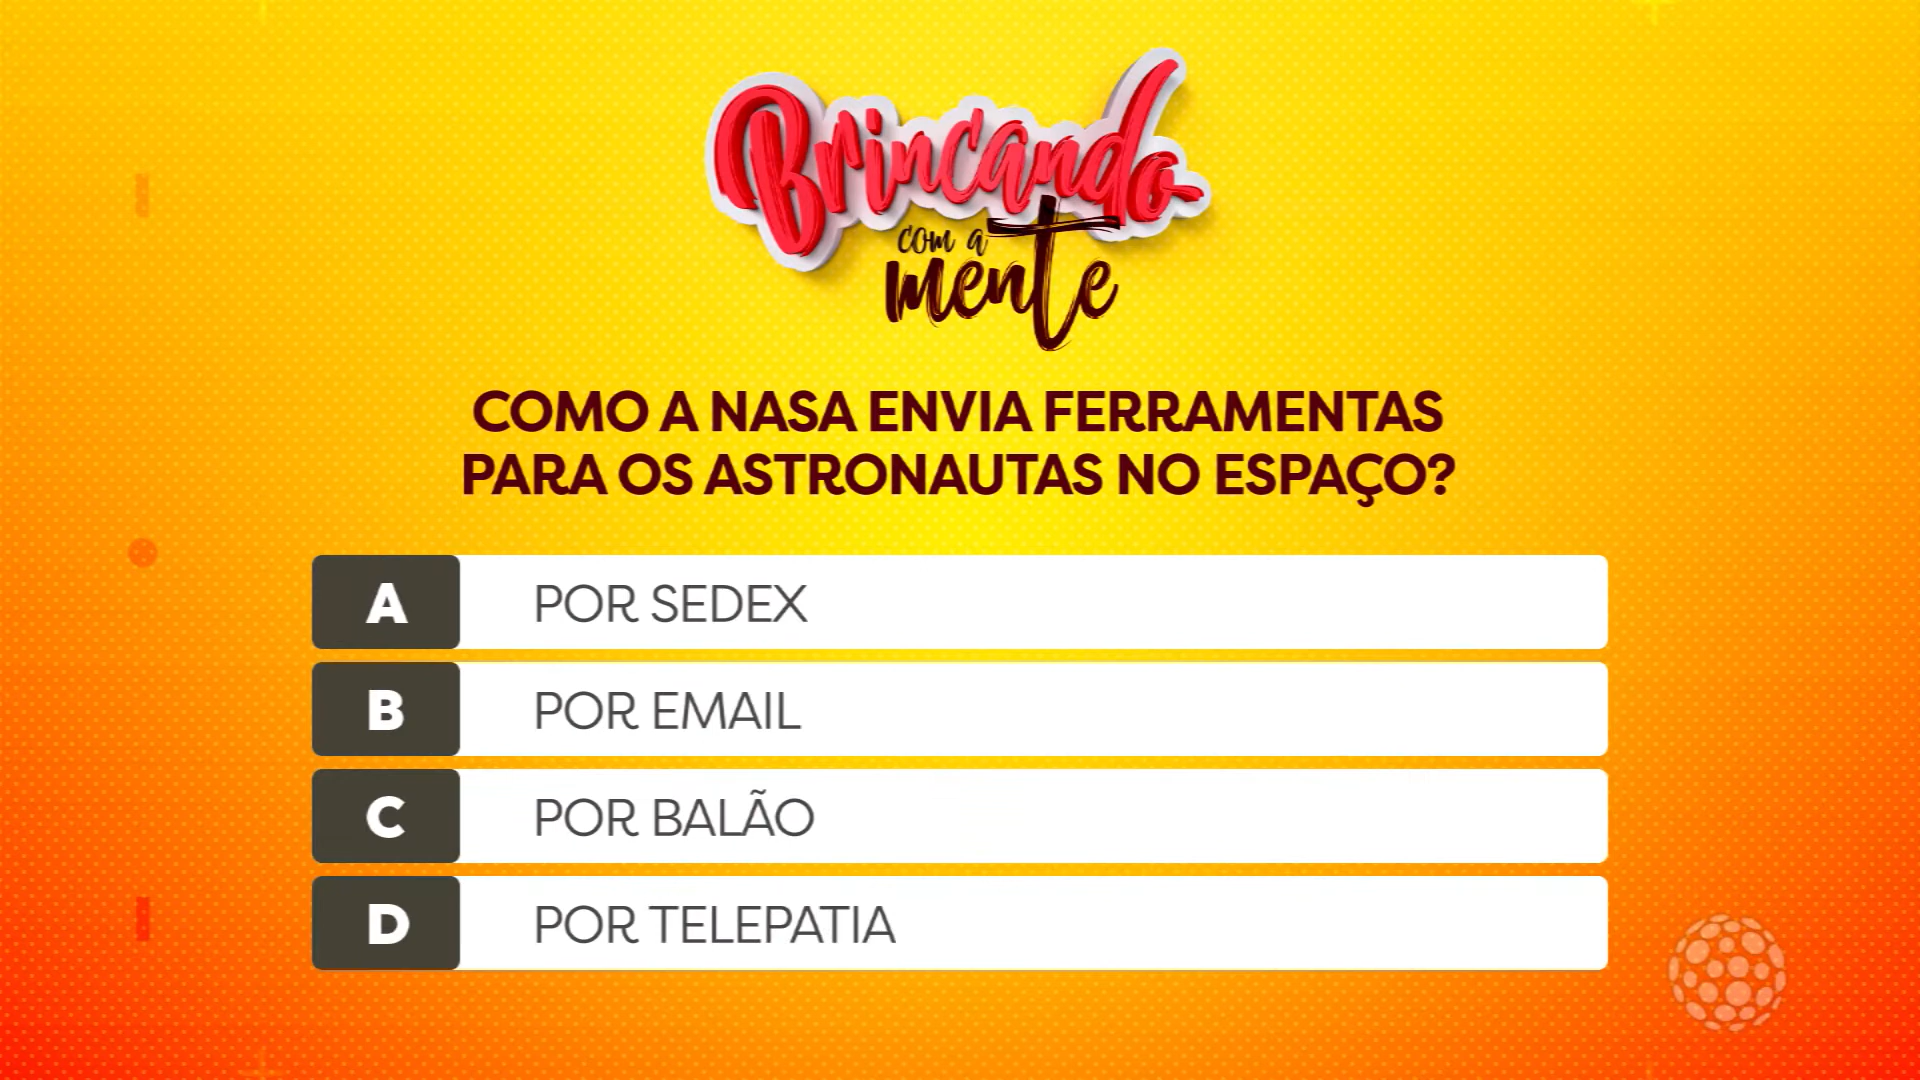 Brincando
com a
mente
COMO A NASA ENVIA FERRAMENTAS
PARA OS ASTRONAUTAS NO ESPAÇO?
A POR SEDEX
B POR EMAIL
C POR BALÃO
D POR TELEPATIA